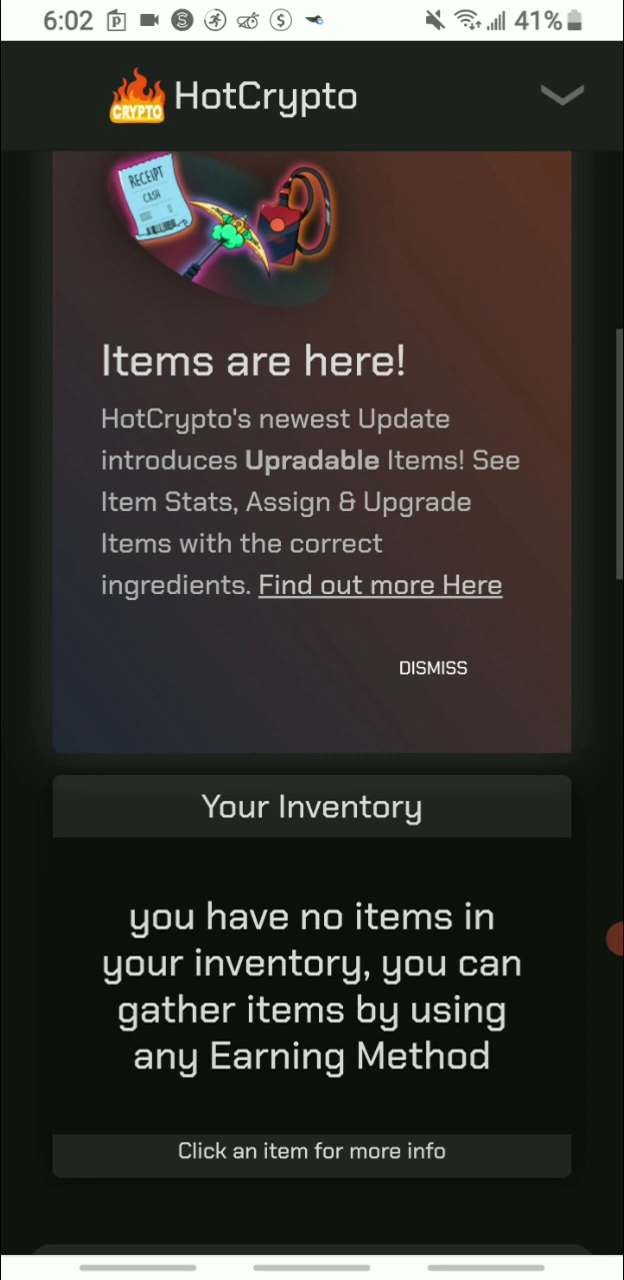 6:02
41%
CRYPTO HotCrypto
RECEIPT
CASH
Items are here!
HotCrypto's newest Update
introduces Upradable Items! See
Item Stats, Assign & Upgrade
Items with the correct
ingredients. Find out more Here
DISMISS
Your Inventory
you have no items in
your inventory, you can
gather items by using
any Earning Method
Click an item for more info